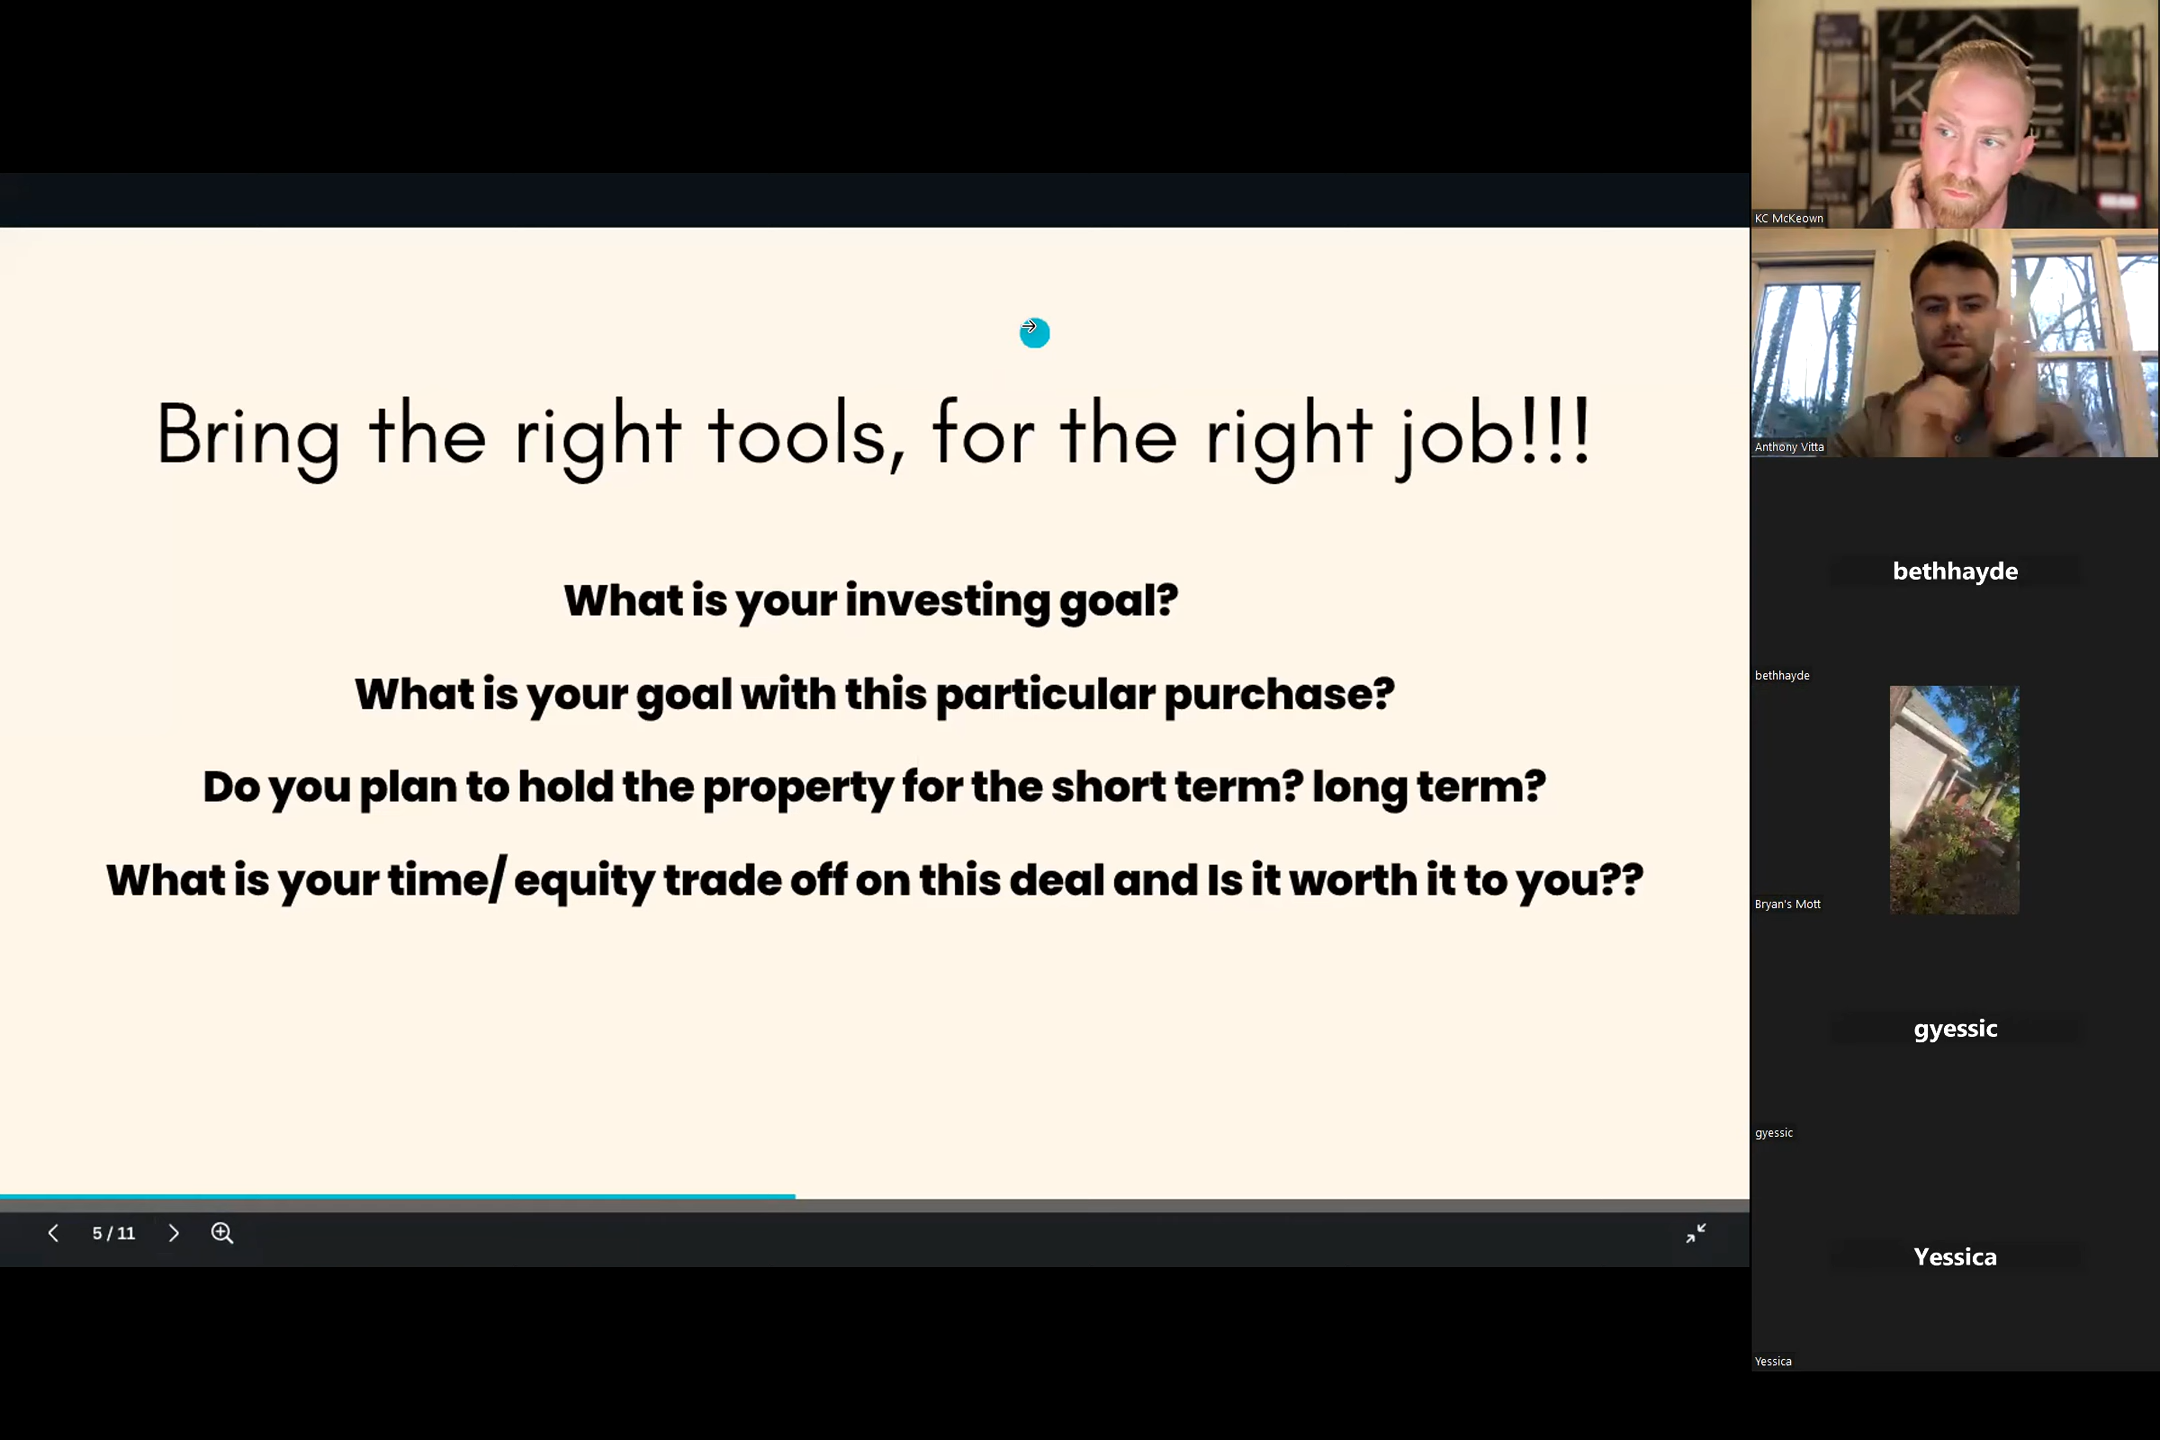 Bring the right tools, for the right job!!!
What is your investing goal?
What is your goal with this particular purchase?
Do you plan to hold the property for the short term? long term?
What is your time/ equity trade off on this deal and Is it worth it to you??
5 / 11
KC McKeown
Anthony Vitta
bethhayde
bethhayde
Bryan's Mott
gyessic
gyessic
Yessica
Yessica